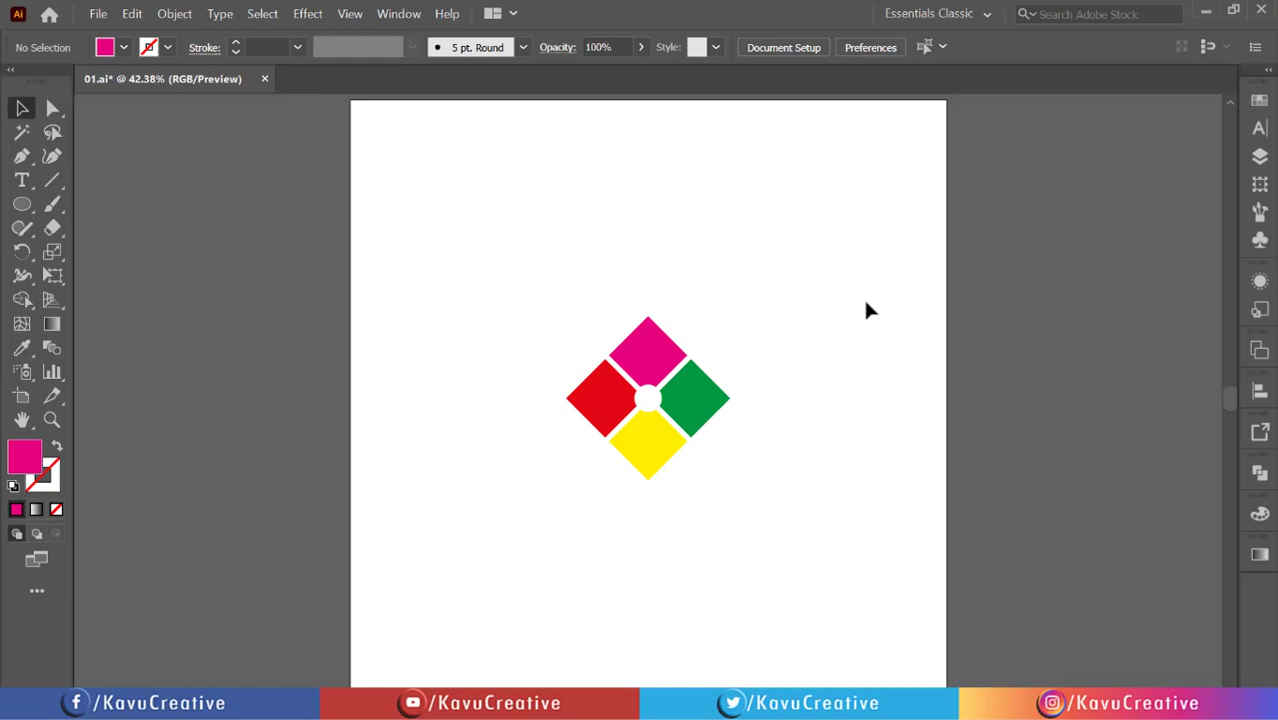 Ai File Edit Object Type Select Effect View Window Help Essentials Classic Search Adobe Stock
No Selection Stroke: 5 pt. Round Opacity: 100% Style: Document Setup Preferences
01.ai* @ 42.38% (RGB/Preview)
T
A
/KavuCreative /KavuCreative /KavuCreative /KavuCreative